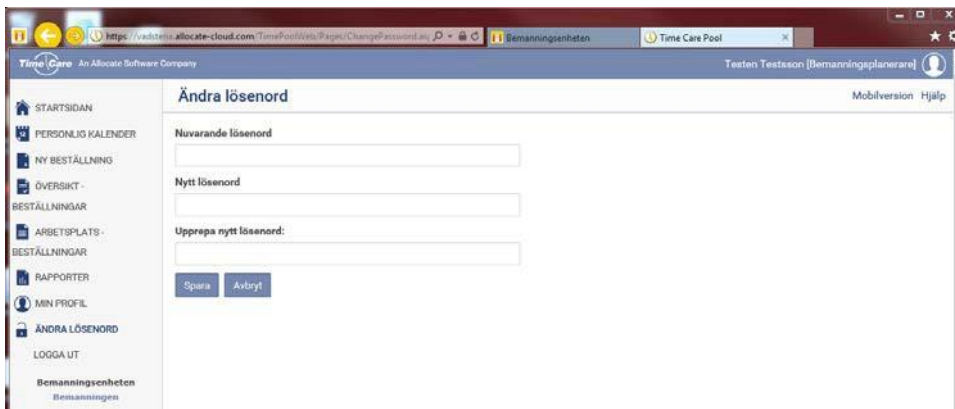 https://vadstena.allocate-cloud.com/TimePoolWeb/Pages/ChangePassword.as
Bemanningsenheten
Time Care Pool
Time Care An Allocate Software Company
Testen Testsson [Bemanningsplanerare]
Ändra lösenord
Mobilversion Hjälp
STARTSIDAN
PERSONLIG KALENDER
NY BESTÄLLNING
ÖVERSIKT -
BESTÄLLNINGAR
ARBETSPLATS -
BESTÄLLNINGAR
RAPPORTER
MIN PROFIL
ÄNDRA LÖSENORD
LOGGA UT
Bemanningsenheten
Bemanningen
Nuvarande lösenord
Nytt lösenord
Upprepa nytt lösenord:
Spara Avbryt